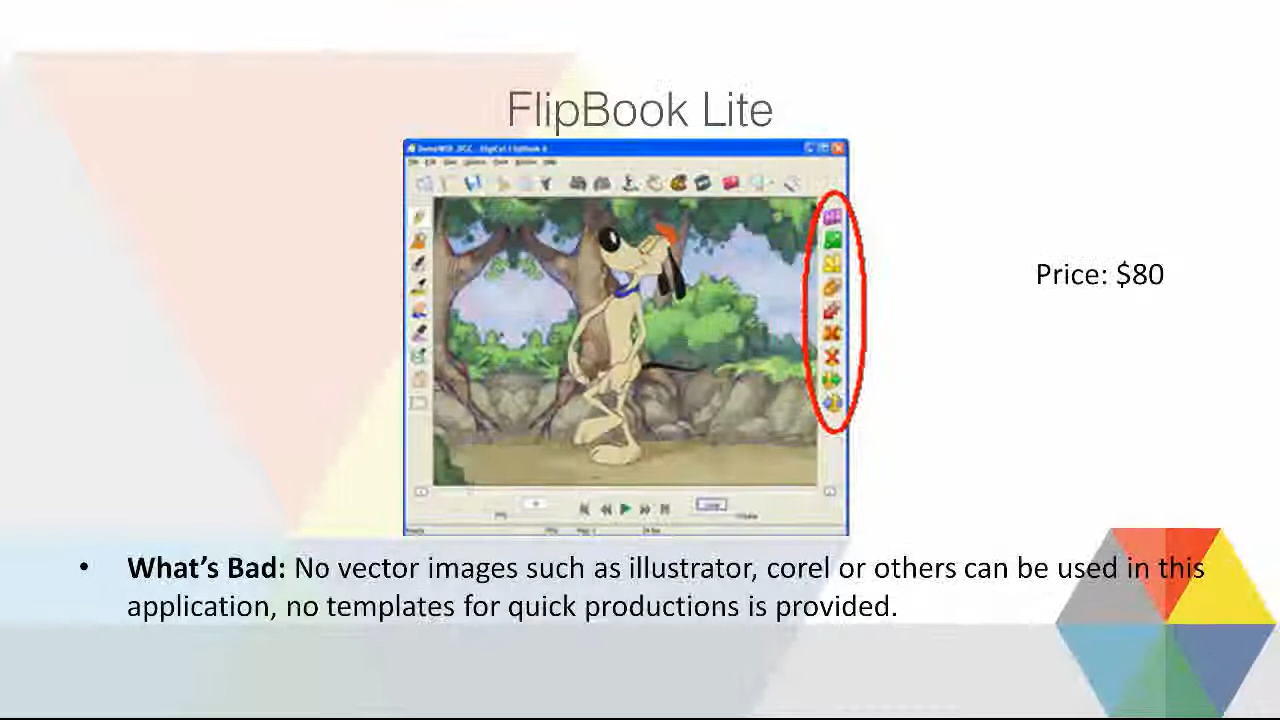 FlipBook Lite
Price: $80
• What's Bad: No vector images such as illustrator, corel or others can be used in this
application, no templates for quick productions is provided.